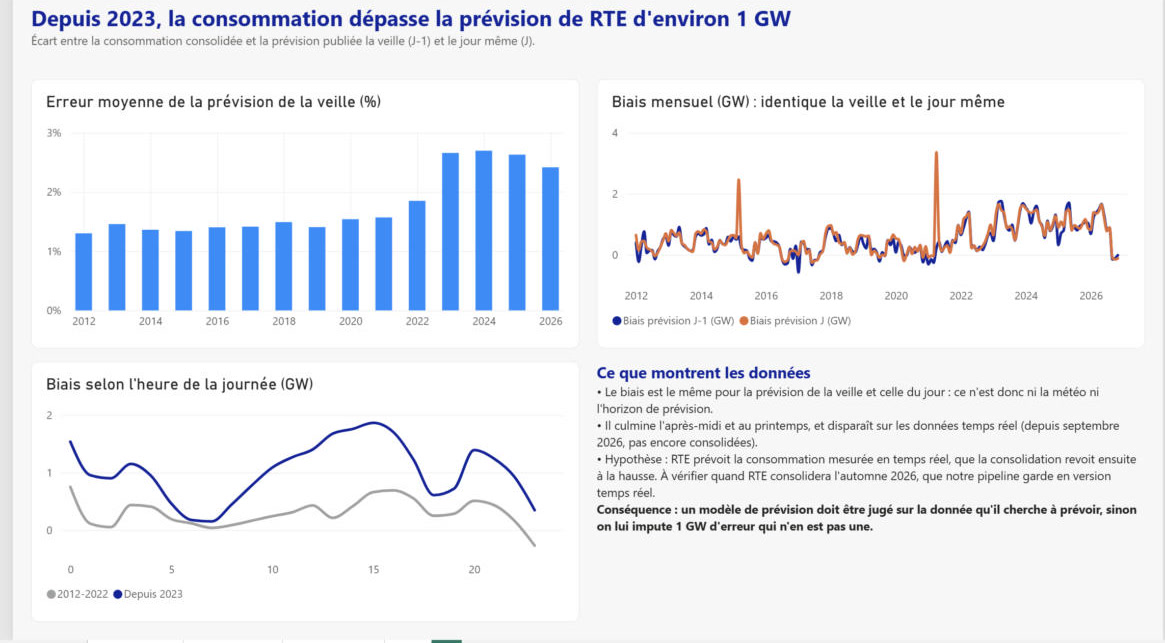 Depuis 2023, la consommation dépasse la prévision de RTE d'environ 1 GW
Écart entre la consommation consolidée et la prévision publiée la veille (J-1) et le jour même (J).
Erreur moyenne de la prévision de la veille (%)
3%
2%
1%
0%
2012 2014 2016 2018 2020 2022 2024 2026
Biais mensuel (GW) : identique la veille et le jour même
4
2
0
2012 2014 2016 2018 2020 2022 2024 2026
Biais prévision J-1 (GW) Biais prévision J (GW)
Biais selon l'heure de la journée (GW)
2
1
0
0 5 10 15 20
2012-2022 Depuis 2023
Ce que montrent les données
• Le biais est le même pour la prévision de la veille et celle du jour : ce n'est donc ni la météo ni
l'horizon de prévision.
• Il culmine l'après-midi et au printemps, et disparaît sur les données temps réel (depuis septembre
2026, pas encore consolidées).
• Hypothèse : RTE prévoit la consommation mesurée en temps réel, que la consolidation revoit ensuite
à la hausse. À vérifier quand RTE consolidera l'automne 2026, que notre pipeline garde en version
temps réel.
Conséquence : un modèle de prévision doit être jugé sur la donnée qu'il cherche à prévoir, sinon
on lui impute 1 GW d'erreur qui n'en est pas une.